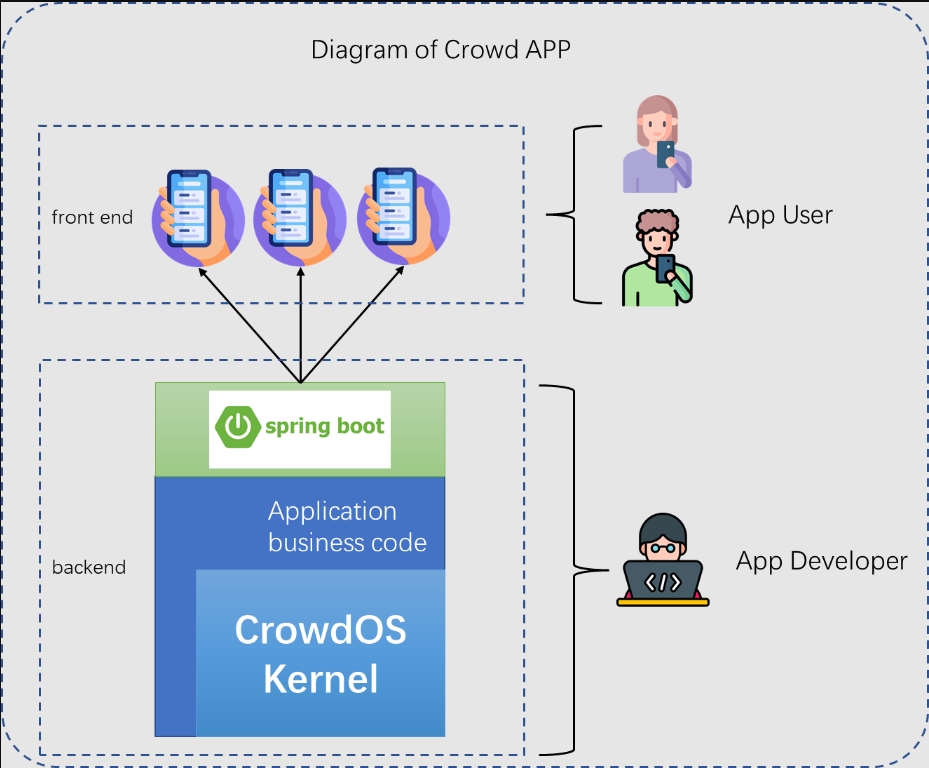 Diagram of Crowd APP
front end
App User
spring boot
Application
business code
backend
</>
App Developer
CrowdOS
Kernel